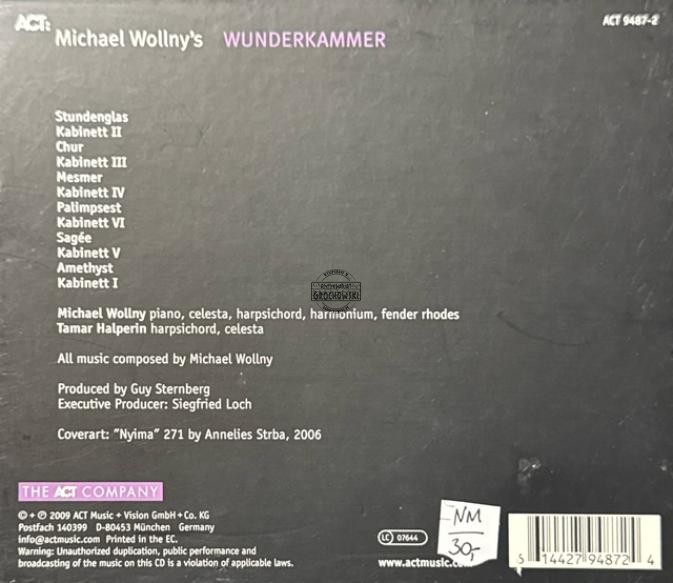 ACT:
Michael Wollny's WUNDERKAMMER
ACT 9487-2
Stundenglas
Kabinett II
Chur
Kabinett III
Mesmer
Kabinett IV
Palimpsest
Kabinett VI
Sagée
Kabinett V
Amethyst
Kabinett I
ANTYKWARIAT
GROCHOWSKI
Michael Wollny piano, celesta, harpsichord, harmonium, fender rhodes
Tamar Halperin harpsichord, celesta
All music composed by Michael Wollny
Produced by Guy Sternberg
Executive Producer: Siegfried Loch
Coverart: "Nyima" 271 by Annelies Strba, 2006
THE ACT COMPANY
© + ℗ 2009 ACT Music + Vision GmbH + Co. KG
Postfach 140399 D-80453 München Germany
info@actmusic.com Printed in the EC.
Warning: Unauthorized duplication, public performance and
broadcasting of the music on this CD is a violation of applicable laws.
LC 07644
www.actmusic.co
NM
30,-
5 14427 94872 4